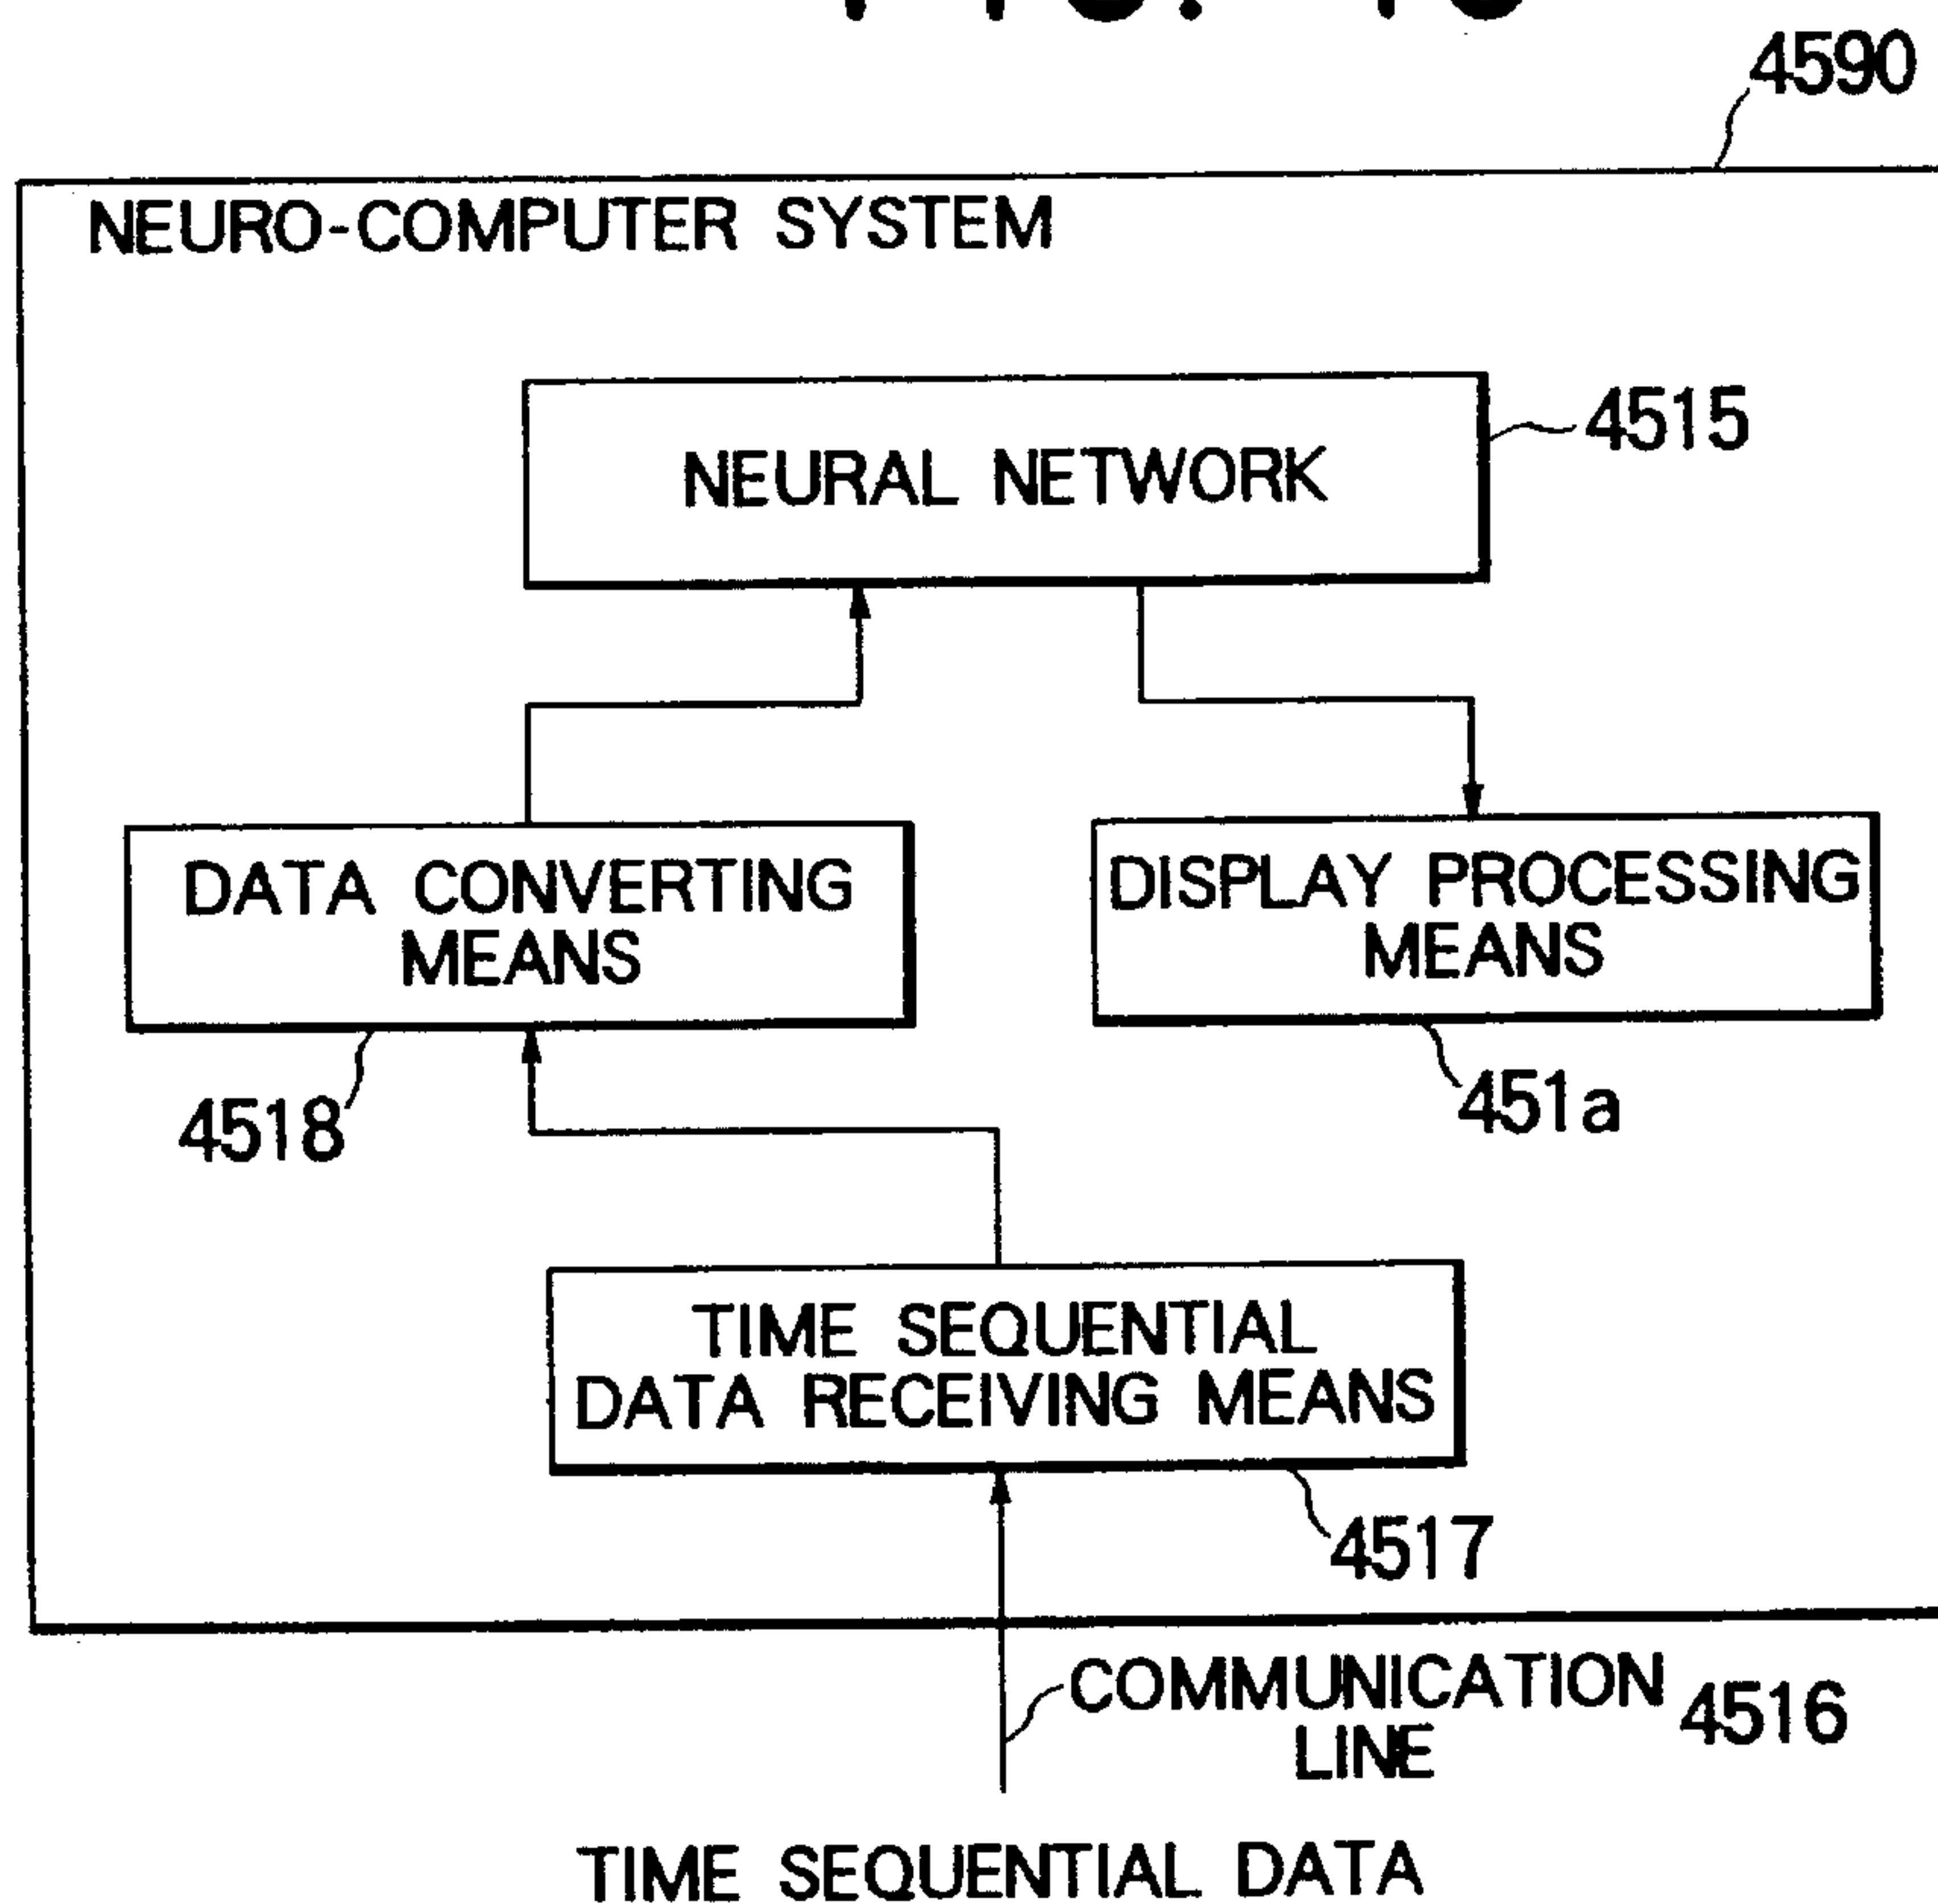 4590
NEURO-COMPUTER SYSTEM
4515
NEURAL NETWORK
DATA CONVERTING
MEANS
DISPLAY PROCESSING
MEANS
4518
451a
TIME SEQUENTIAL
DATA RECEIVING MEANS
4517
COMMUNICATION
LINE
4516
TIME SEQUENTIAL DATA